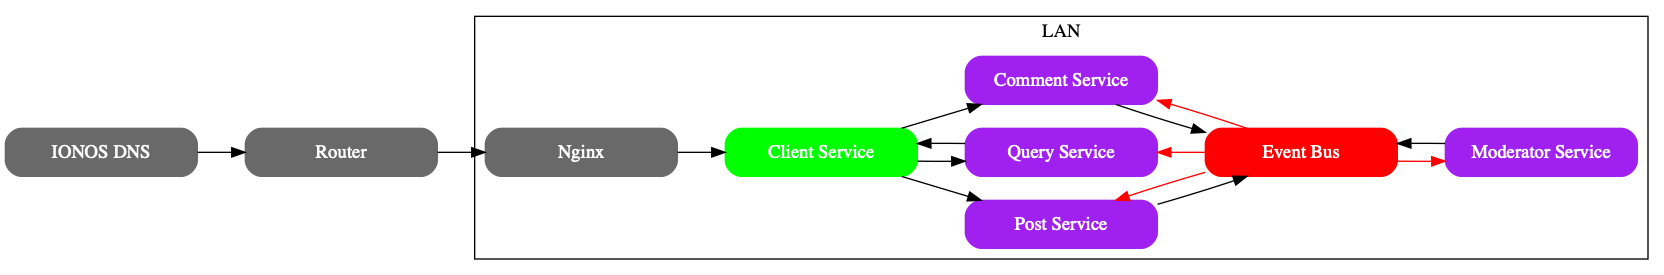 LAN
Comment Service
IONOS DNS
Router
Nginx
Client Service
Query Service
Event Bus
Moderator Service
Post Service